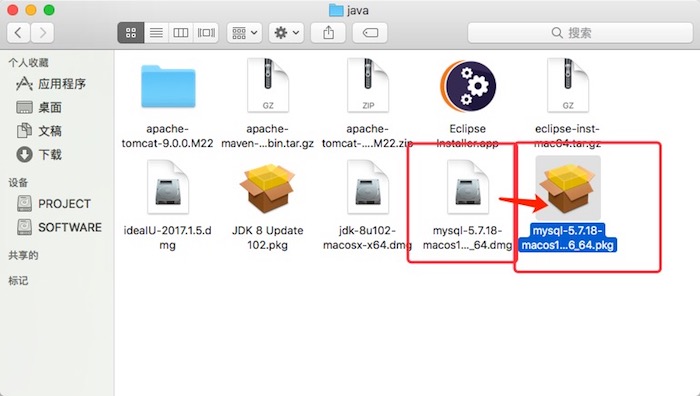 java
搜索
个人收藏
应用程序
桌面
文稿
下载
设备
PROJECT
SOFTWARE
共享的
标记
GZ
ZIP
GZ
apache-
tomcat-9.0.0.M22
apache-
maven-...bin.tar.gz
apache-
tomcat-....M22.zip
Eclipse
Installer.app
eclipse-inst-
mac64.tar.gz
ideaIU-2017.1.5.d
mg
JDK 8 Update
102.pkg
jdk-8u102-
macosx-x64.dmg
mysql-5.7.18-
macos1..._64.dmg
mysql-5.7.18-
macos1...6_64.pkg